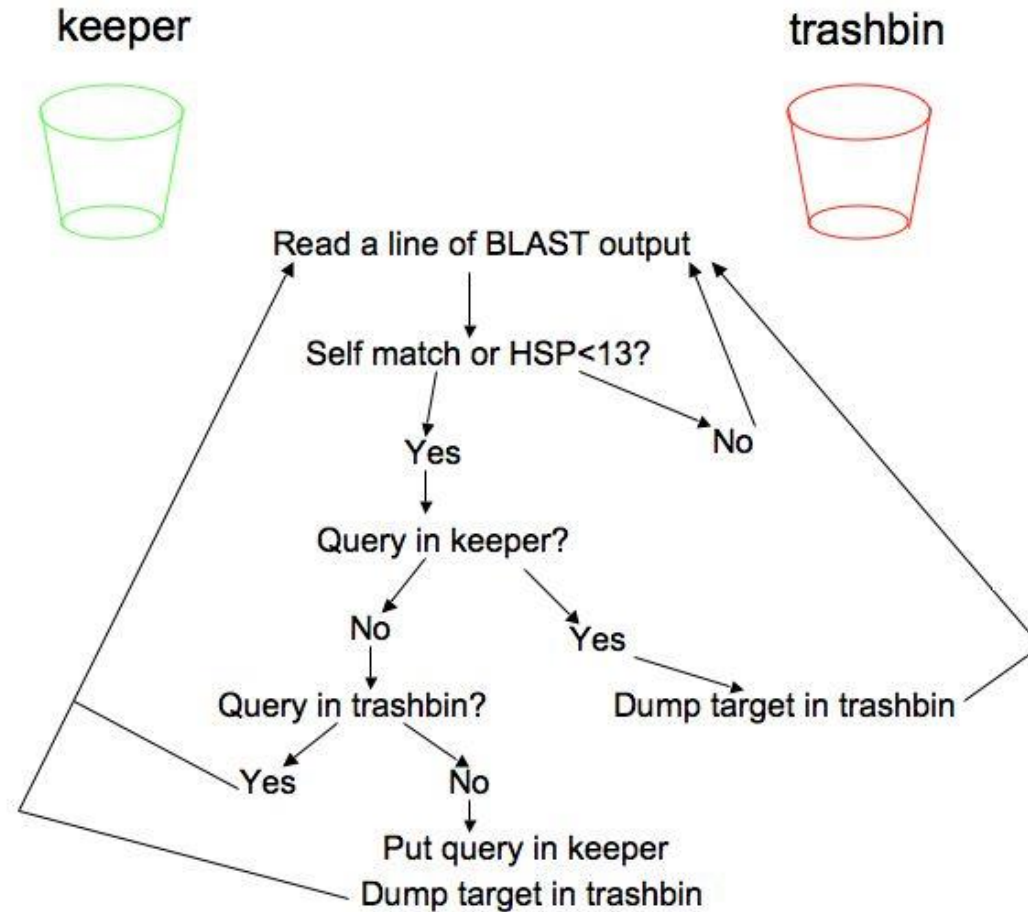 keeper
trashbin
Read a line of BLAST output
Self match or HSP<13?
No
Yes
Query in keeper?
No
Yes
Query in trashbin?
Dump target in trashbin
Yes
No
Put query in keeper
Dump target in trashbin